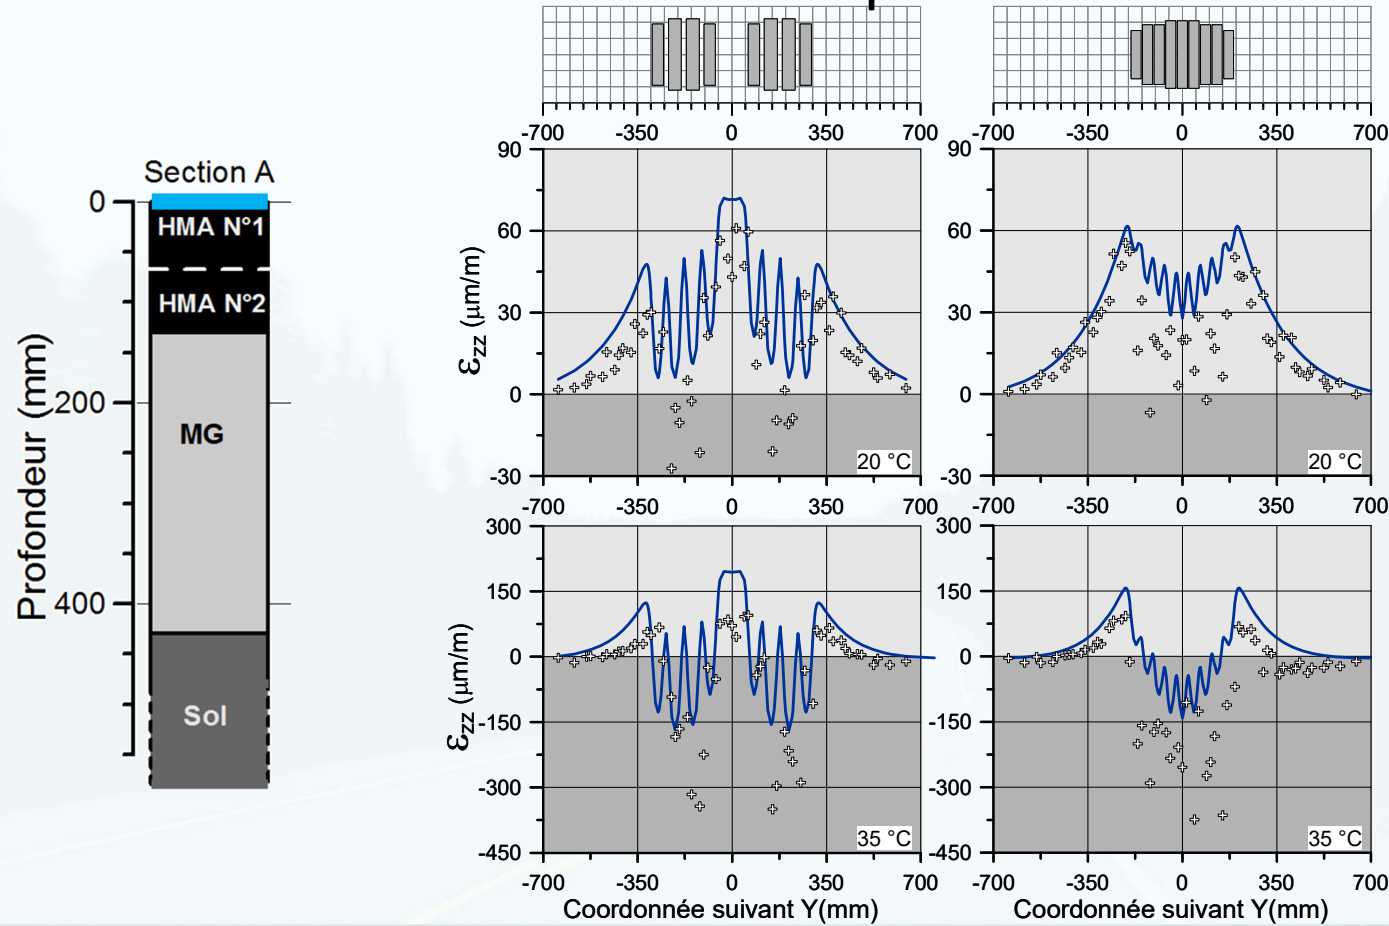 Section A
Profondeur (mm)
0
200
400
HMA N°1
HMA N°2
MG
Sol
-700 -350 0 350 700
-700 -350 0 350 700
εzz (μm/m)
90
60
30
0
-30
20 °C
90
60
30
0
-30
20 °C
-700 -350 0 350 700
-700 -350 0 350 700
εzz (μm/m)
300
150
0
-150
-300
-450
35 °C
300
150
0
-150
-300
-450
35 °C
-700 -350 0 350 700
-700 -350 0 350 700
Coordonnée suivant Y(mm)
Coordonnée suivant Y(mm)